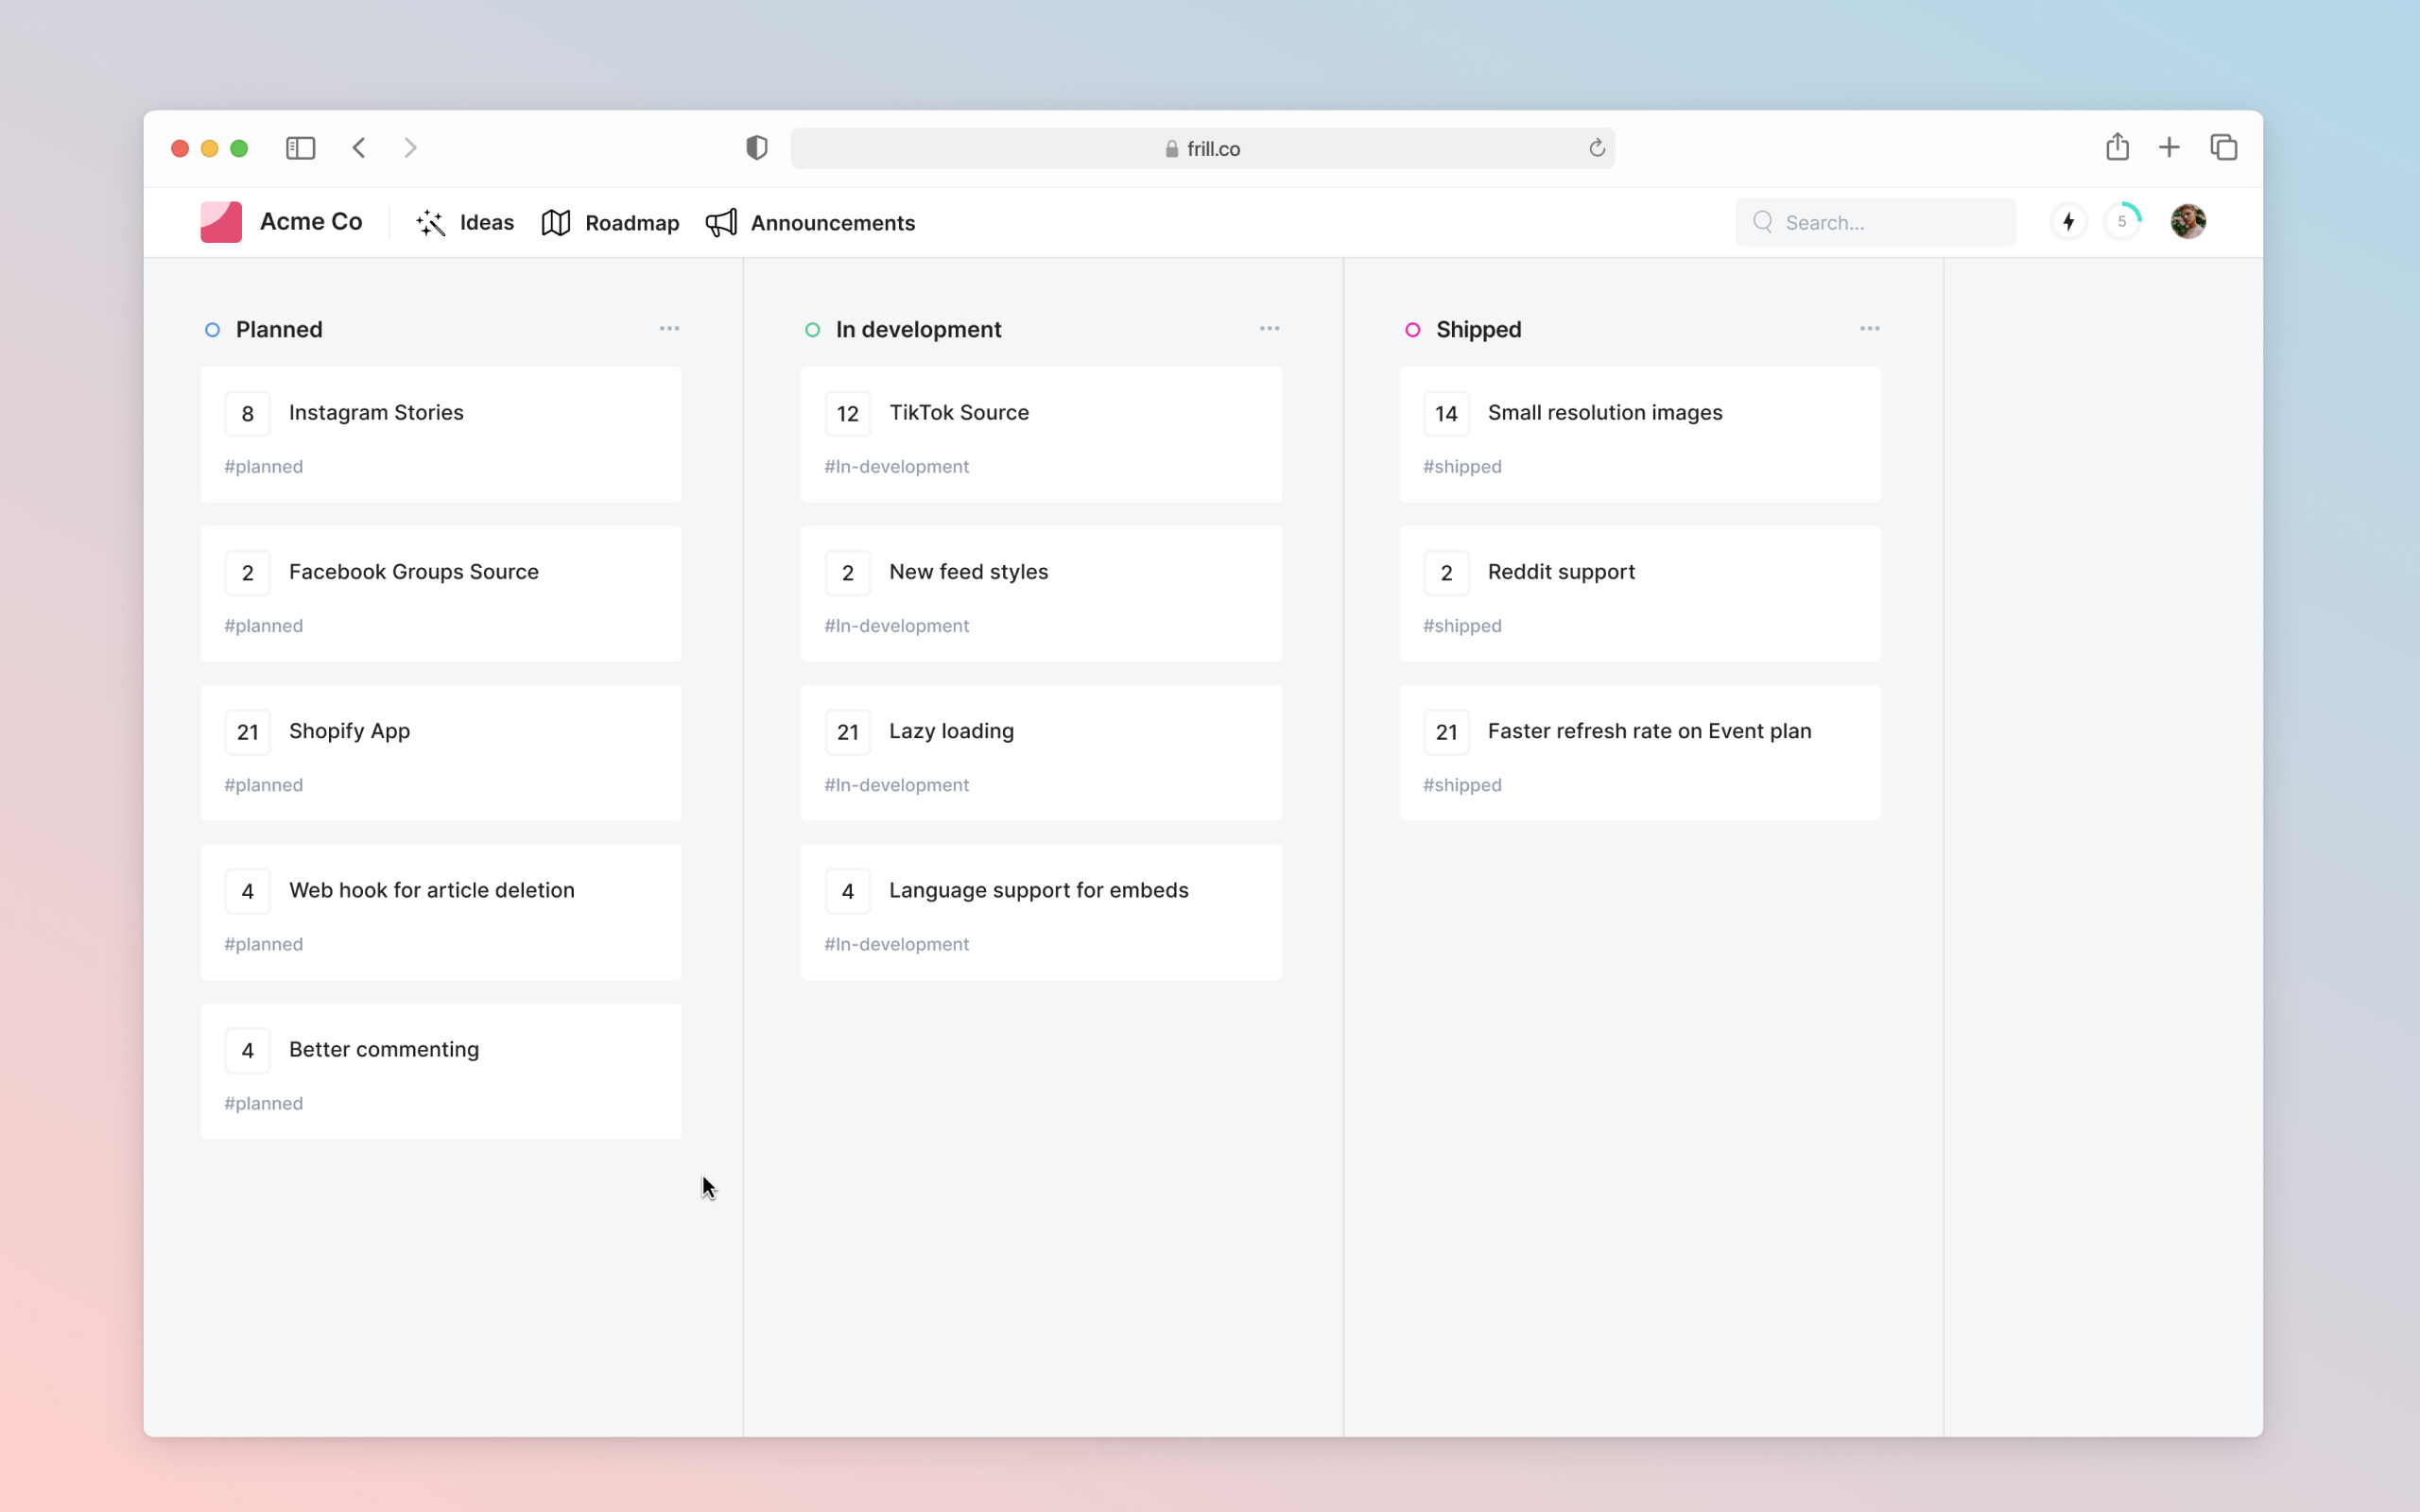 frill.co
Acme Co
Ideas
Roadmap
Announcements
Search...
5
Planned
8 Instagram Stories
#planned
2 Facebook Groups Source
#planned
21 Shopify App
#planned
4 Web hook for article deletion
#planned
4 Better commenting
#planned
In development
12 TikTok Source
#In-development
2 New feed styles
#In-development
21 Lazy loading
#In-development
4 Language support for embeds
#In-development
Shipped
14 Small resolution images
#shipped
2 Reddit support
#shipped
21 Faster refresh rate on Event plan
#shipped